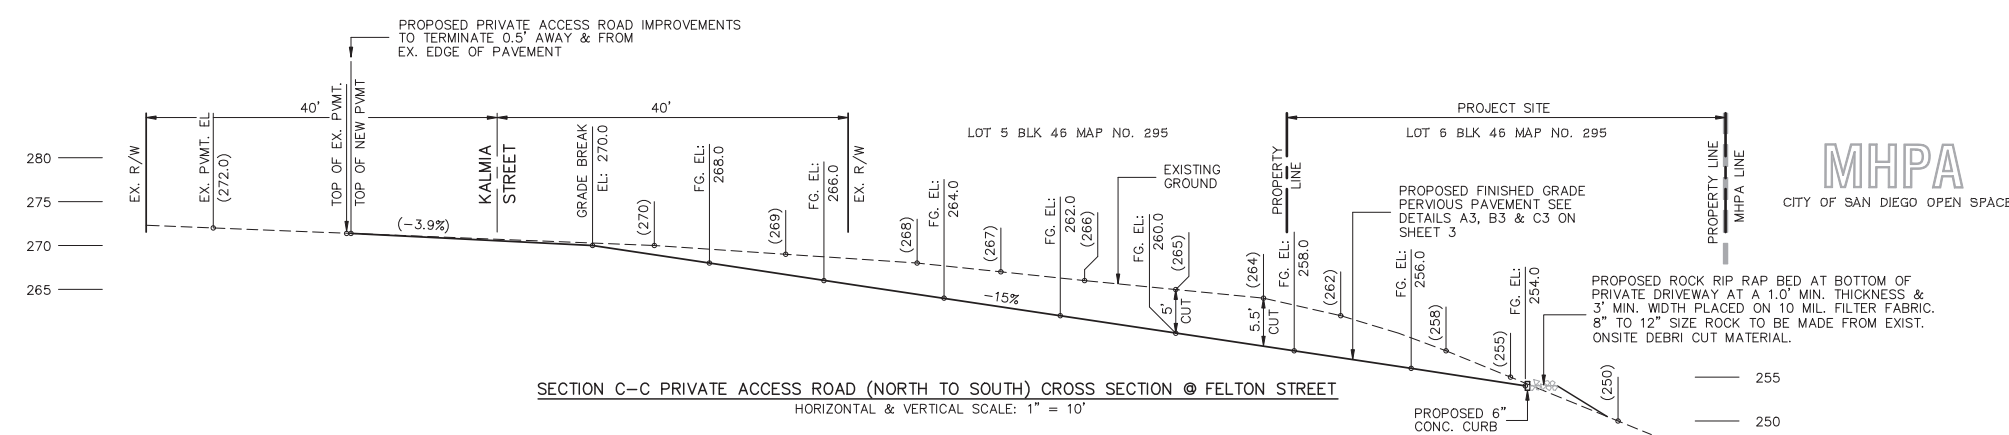 PROPOSED PRIVATE ACCESS ROAD IMPROVEMENTS
TO TERMINATE 0.5' AWAY & FROM
EX. EDGE OF PAVEMENT
40'
40'
PROJECT SITE
LOT 5 BLK 46 MAP NO. 295
LOT 6 BLK 46 MAP NO. 295
280
275
270
265
EX. R/W
EX. PVMT. EL
(272.0)
TOP OF EX. PVMT.
TOP OF NEW PVMT
(-3.9%)
KALMIA
STREET
GRADE BREAK
EL: 270.0
(270)
FG. EL:
268.0
(269)
FG. EL:
266.0
EX. R/W
(268)
FG. EL:
264.0
(267)
-15%
FG. EL:
262.0
(266)
EXISTING
GROUND
FG. EL:
260.0
(265)
5'
CUT
(264)
5.5'
CUT
PROPERTY
LINE
FG. EL:
258.0
(262)
PROPOSED FINISHED GRADE
PERVIOUS PAVEMENT SEE
DETAILS A3, B3 & C3 ON
SHEET 3
FG. EL:
256.0
(258)
(255)
FG. EL:
254.0
PROPERTY LINE
MHPA LINE
MHPA
CITY OF SAN DIEGO OPEN SPACE
PROPOSED ROCK RIP RAP BED AT BOTTOM OF
PRIVATE DRIVEWAY AT A 1.0' MIN. THICKNESS &
3' MIN. WIDTH PLACED ON 10 MIL. FILTER FABRIC.
8" TO 12" SIZE ROCK TO BE MADE FROM EXIST.
ONSITE DEBRI CUT MATERIAL.
(250)
255
250
PROPOSED 6"
CONC. CURB
SECTION C-C PRIVATE ACCESS ROAD (NORTH TO SOUTH) CROSS SECTION @ FELTON STREET
HORIZONTAL & VERTICAL SCALE: 1" = 10'